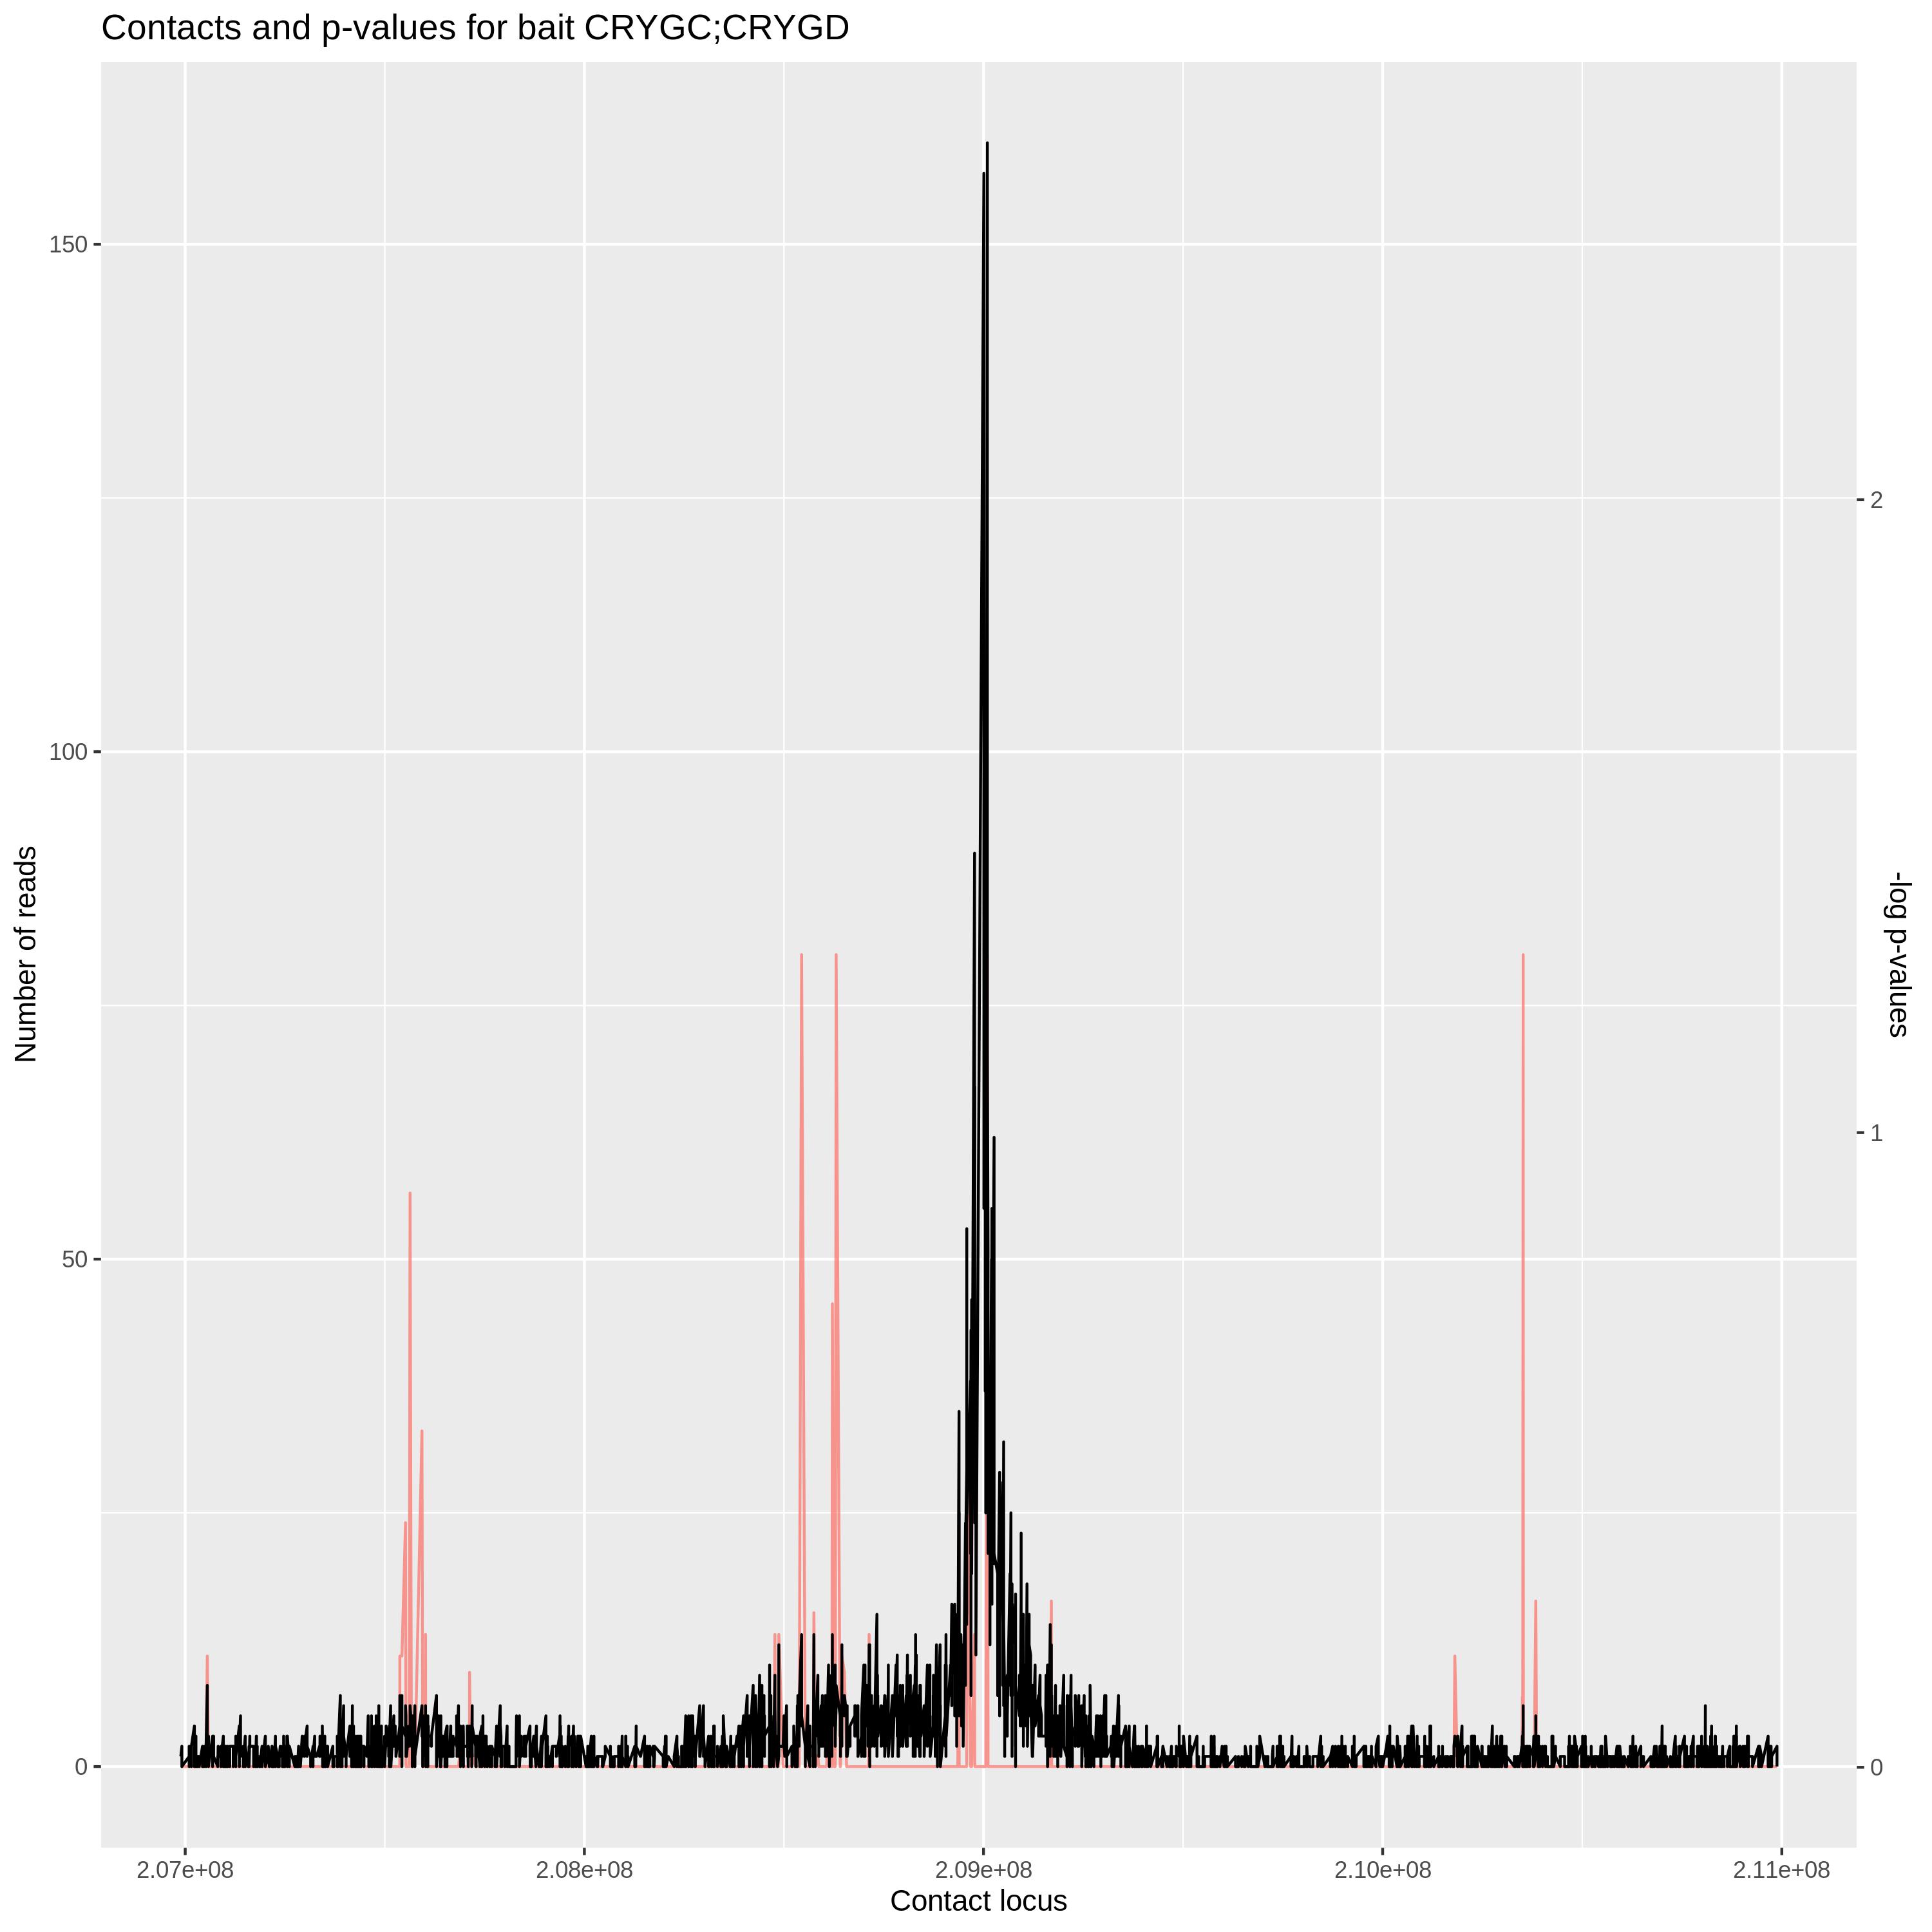 Contacts and p-values for bait CRYGC;CRYGD
Number of reads
150
100
50
0
2
1
0
-log p-values
2.07e+08
2.08e+08
2.09e+08
2.10e+08
2.11e+08
Contact locus